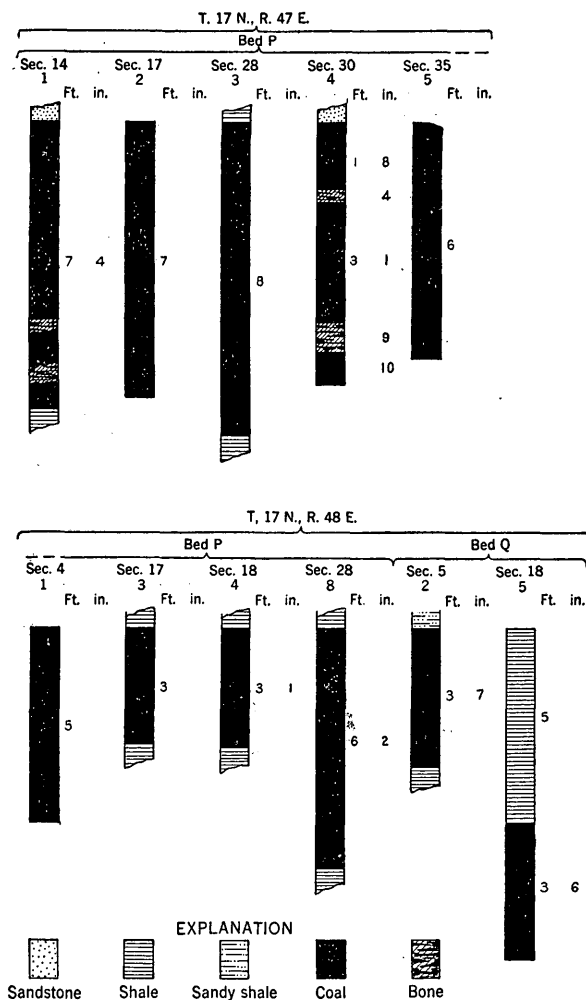 T. 17 N., R. 47 E.
Bed P
Sec. 14 Sec. 17 Sec. 28 Sec. 30 Sec. 35
1 2 3 4 5
Ft. in. Ft. in. Ft. in. Ft. in. Ft. in.
1 8
4
7 4 7 8 3 1 6
9
10
T, 17 N., R. 48 E.
Bed P Bed Q
Sec. 4 Sec. 17 Sec. 18 Sec. 28 Sec. 5 Sec. 18
1 3 4 8 2 5
Ft. in. Ft. in. Ft. in. Ft. in. Ft. in. Ft. in.
3 3 1 3 7
5 6 2 5
3 6
EXPLANATION
Sandstone Shale Sandy shale Coal Bone